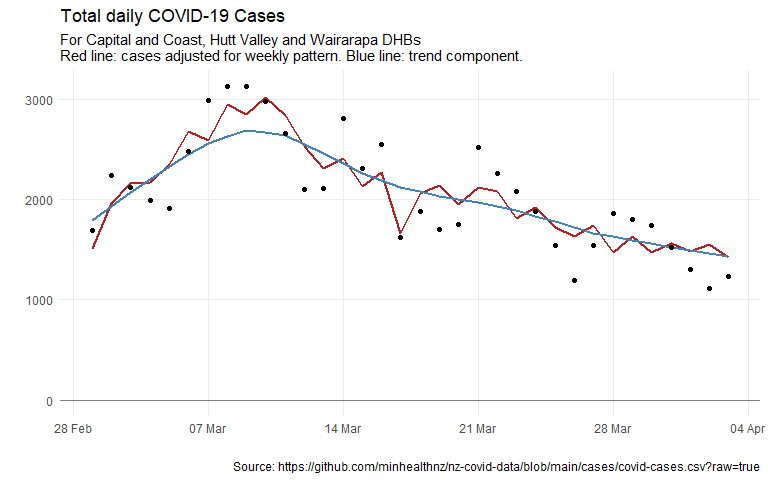 Total daily COVID-19 Cases
For Capital and Coast, Hutt Valley and Wairarapa DHBs
Red line: cases adjusted for weekly pattern. Blue line: trend component.
3000
2000
1000
0
28 Feb 07 Mar 14 Mar 21 Mar 28 Mar 04 Apr
Source: https://github.com/minhealthnz/nz-covid-data/blob/main/cases/covid-cases.csv?raw=true